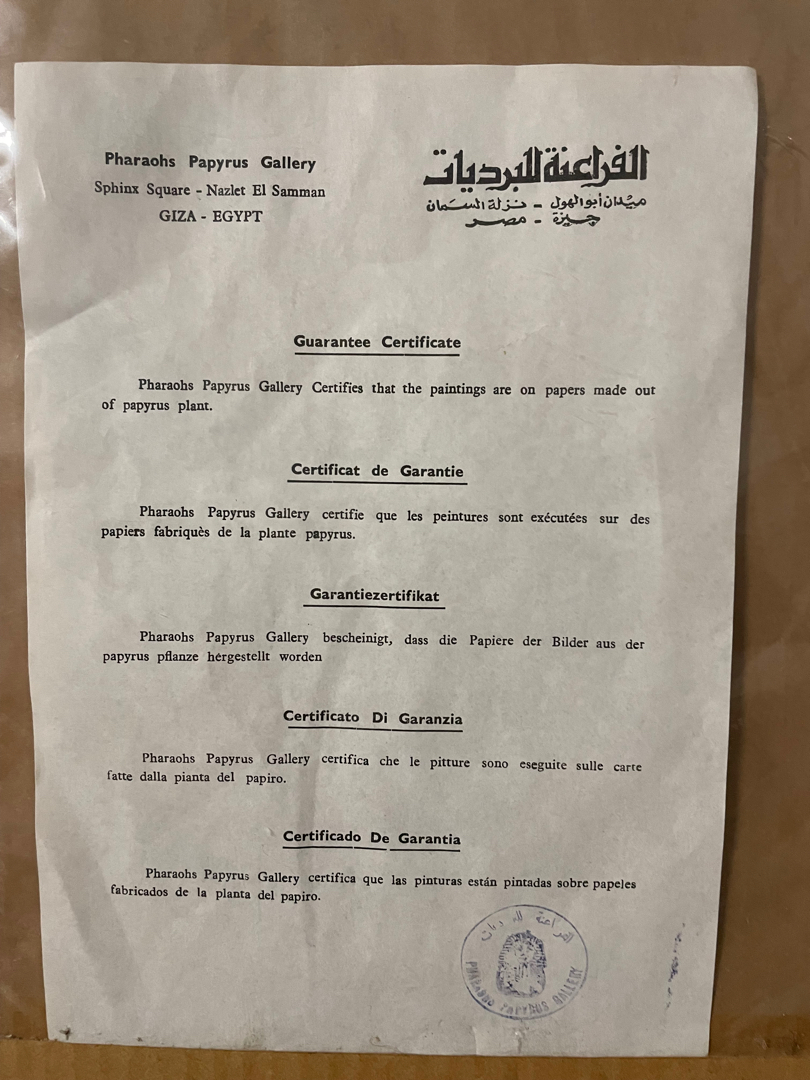 Pharaohs Papyrus Gallery
Sphinx Square - Nazlet El Samman
GIZA - EGYPT
الفراعنة للبرديات
ميدان أبو الهول - نزلة السمان
جيزة - مصر
Guarantee Certificate
Pharaohs Papyrus Gallery Certifies that the paintings are on papers made out
of papyrus plant.
Certificat de Garantie
Pharaohs Papyrus Gallery certifie que les peintures sont exécutées sur des
papiers fabriquès de la plante papyrus.
Garantiezertifikat
Pharaohs Papyrus Gallery bescheinigt, dass die Papiere der Bilder aus der
papyrus pflanze hergestellt worden
Certificato Di Garanzia
Pharaohs Papyrus Gallery certifica che le pitture sono eseguite sulle carte
fatte dalla pianta del papiro.
Certificado De Garantia
Pharaohs Papyrus Gallery certifica que las pinturas están pintadas sobre papeles
fabricados de la planta del papiro.
الفراعنة للبرديات
PHARAOHS PAPYRUS GALLERY